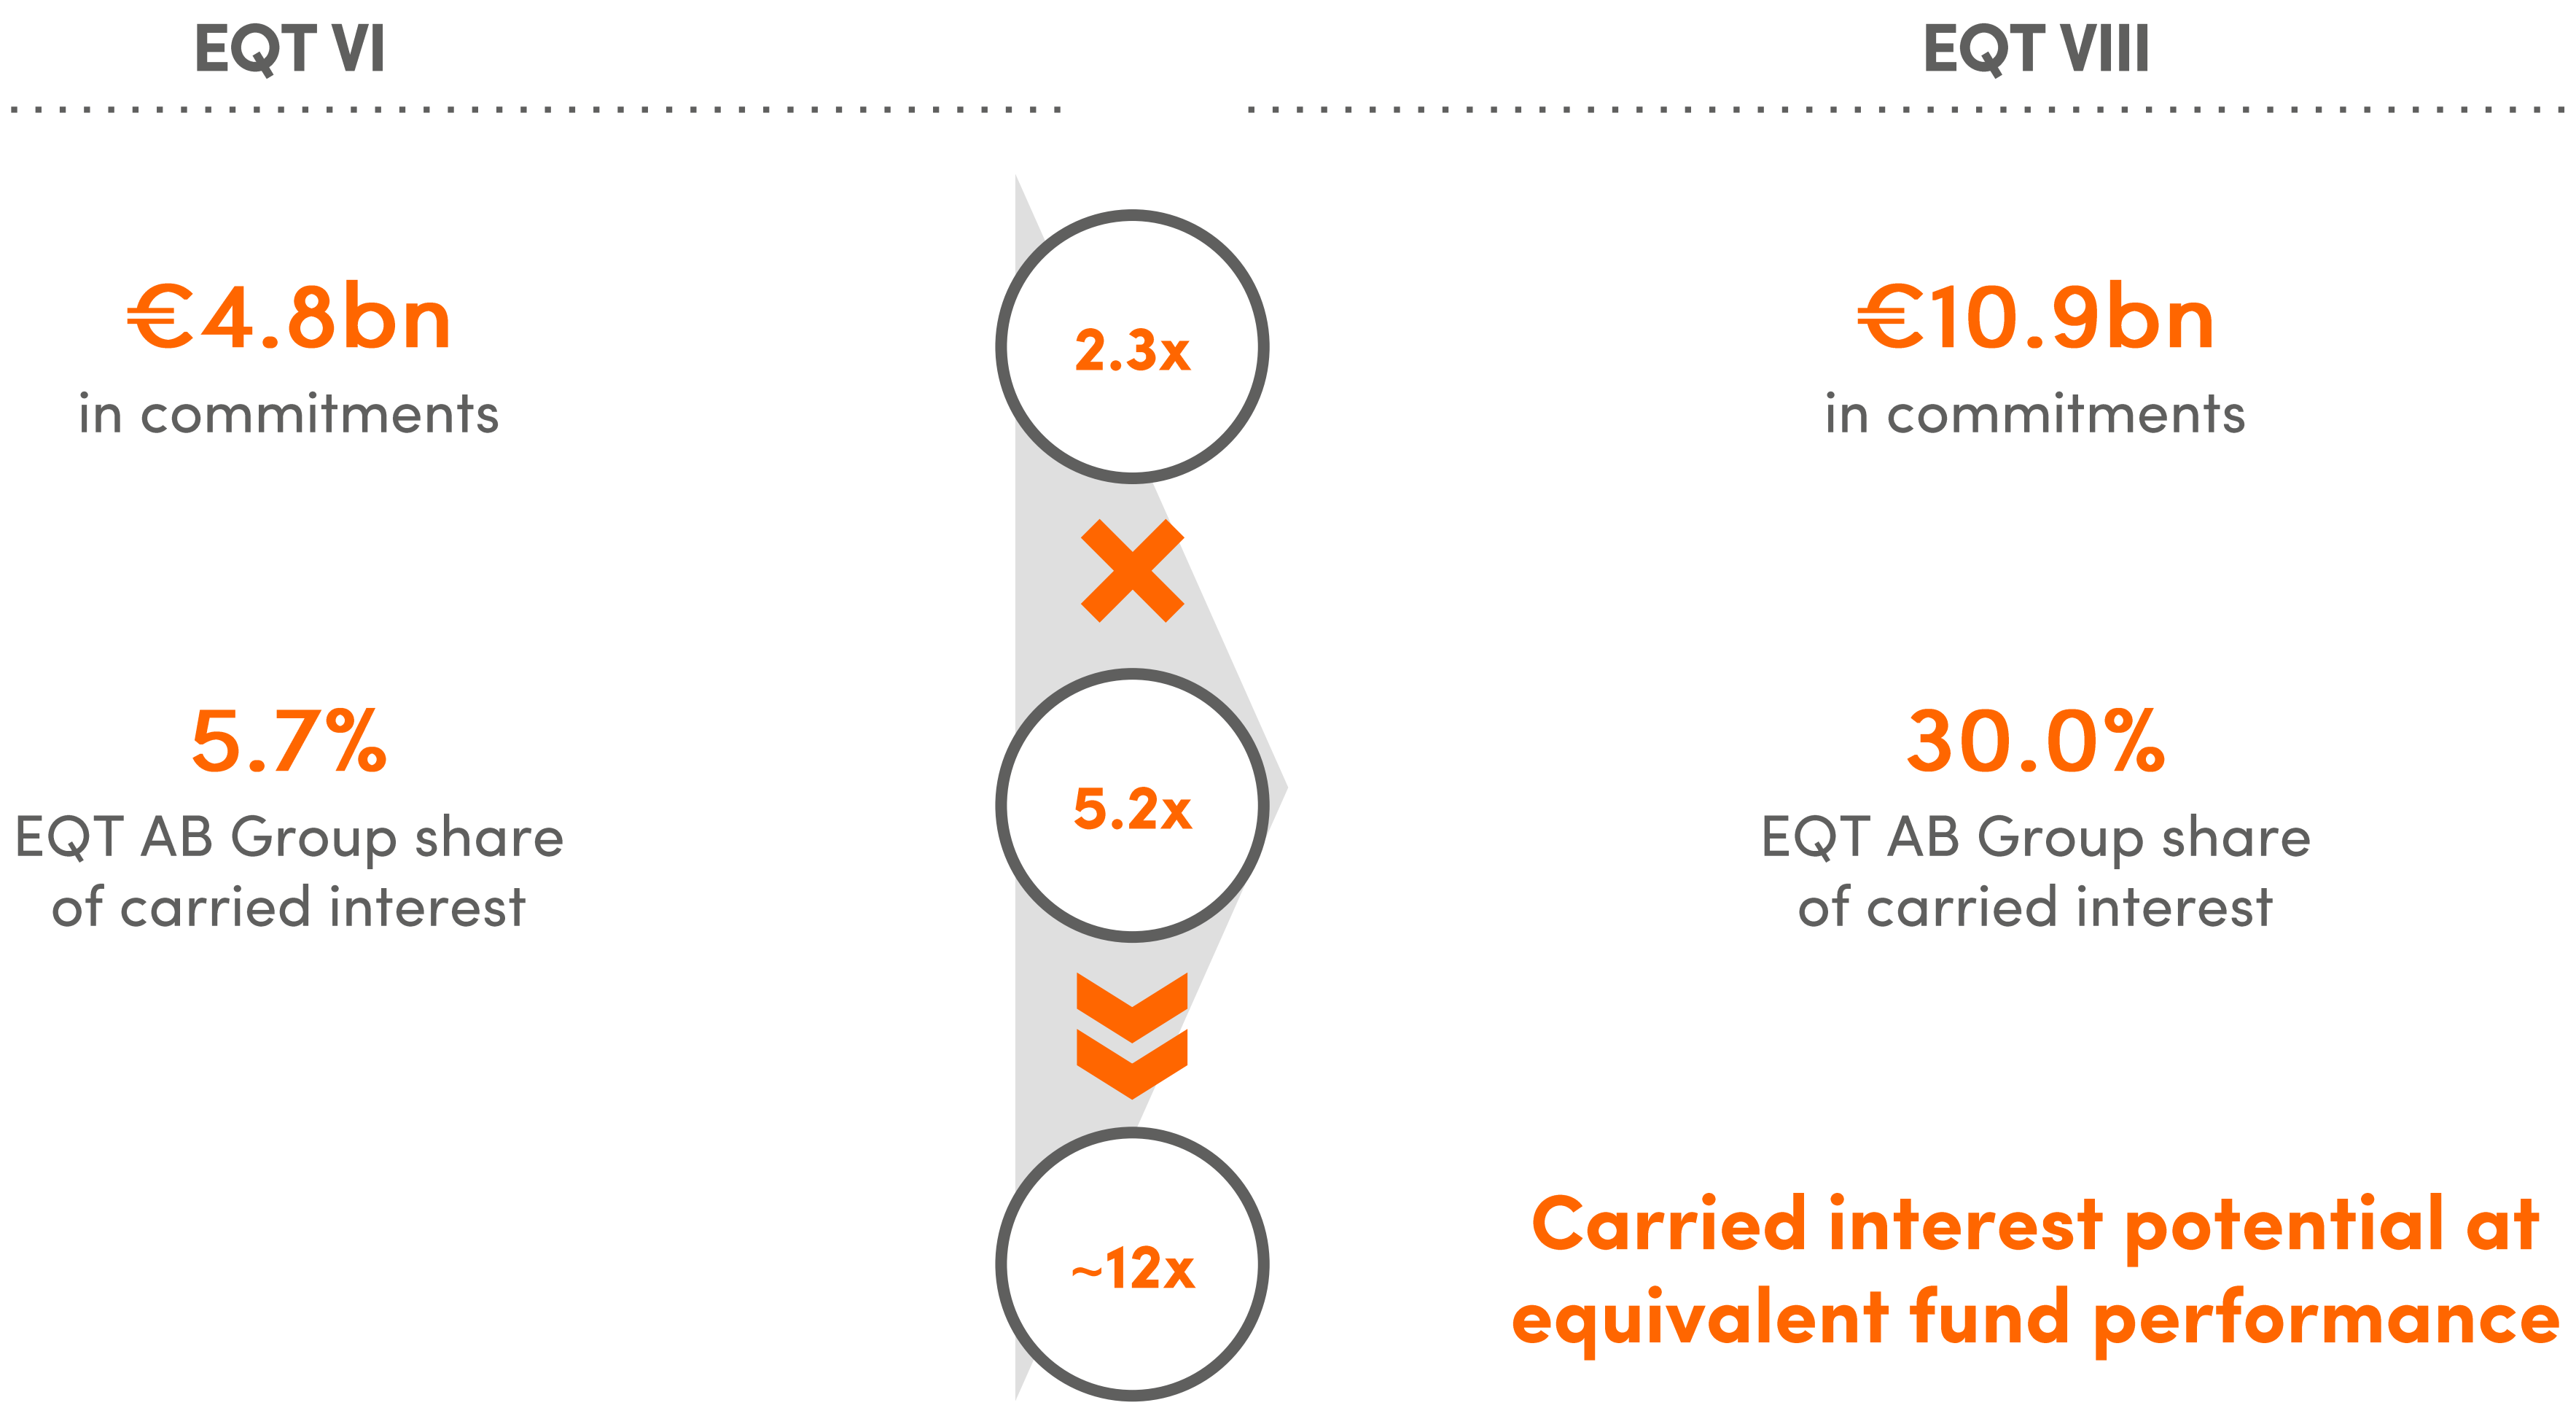 EQT VI
EQT VIII
€4.8bn
in commitments
2.3x
€10.9bn
in commitments
5.7%
EQT AB Group share
of carried interest
5.2x
30.0%
EQT AB Group share
of carried interest
~12x
Carried interest potential at
equivalent fund performance